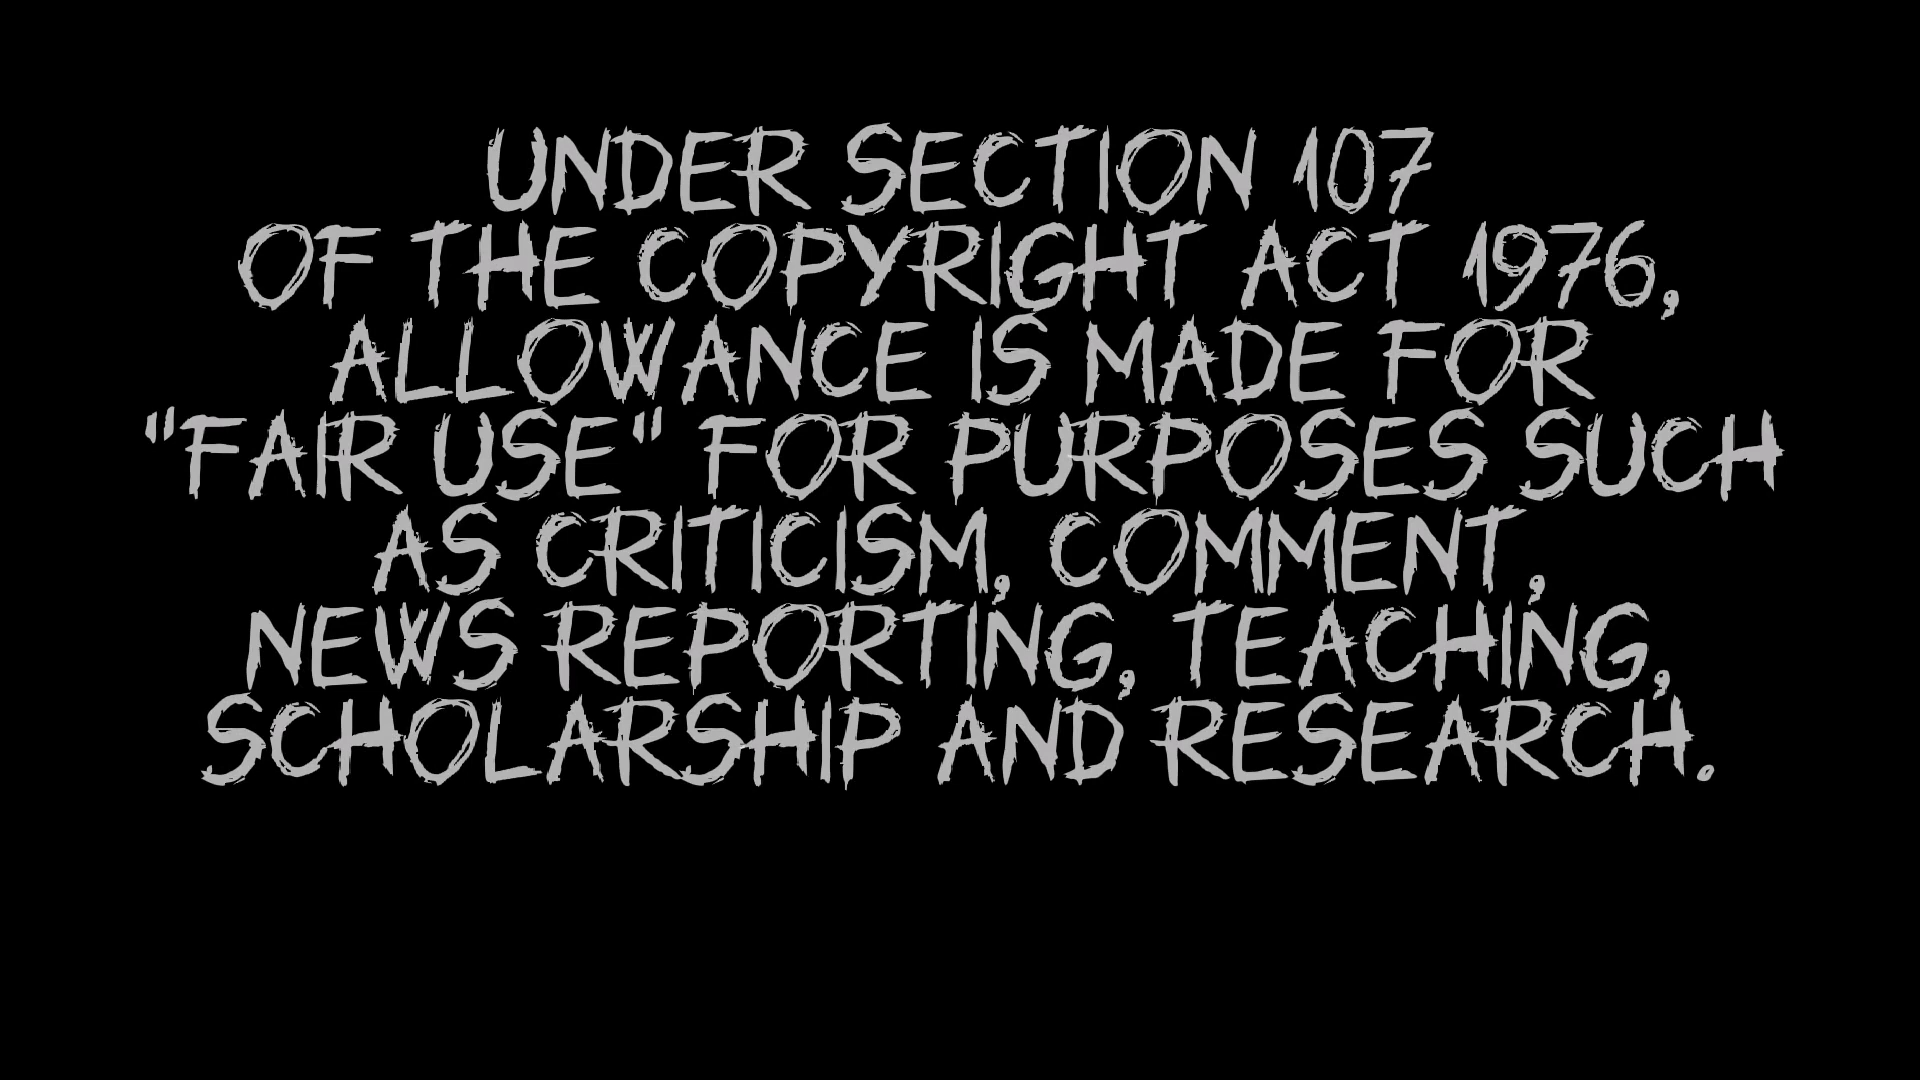 UNDER SECTION 107
OF THE COPYRIGHT ACT 1976,
ALLOWANCE IS MADE FOR
"FAIR USE" FOR PURPOSES SUCH
AS CRITICISM, COMMENT,
NEWS REPORTING, TEACHING,
SCHOLARSHIP AND RESEARCH.